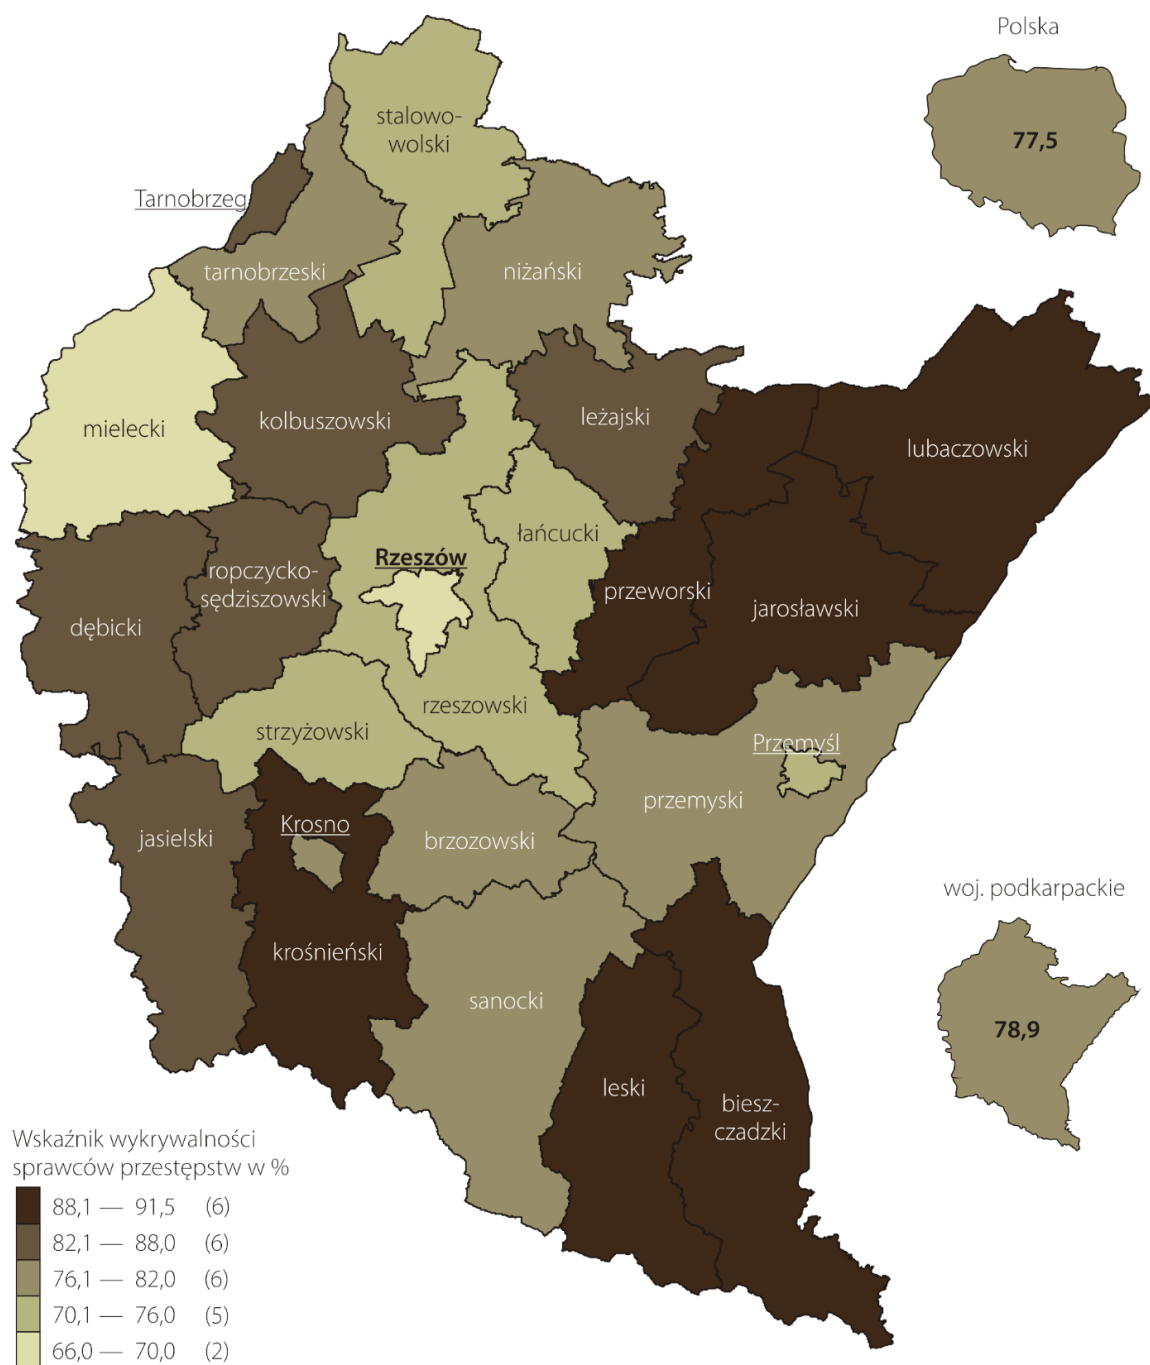 Polska
77,5
stalowo-
wolski
Tarnobrzeg
tarnobrzeski
niżański
mielecki
kolbuszowski
leżajski
lubaczowski
łańcucki
Rzeszów
ropczycko-
sędziszowski
przeworski
jarosławski
dębicki
rzeszowski
strzyżowski
Przemyśl
przemyski
Krosno
jasielski
brzozowski
woj. podkarpackie
78,9
krośnieński
sanocki
leski
biesz-
czadzki
Wskaźnik wykrywalności
sprawców przestępstw w %
88,1 — 91,5 (6)
82,1 — 88,0 (6)
76,1 — 82,0 (6)
70,1 — 76,0 (5)
66,0 — 70,0 (2)